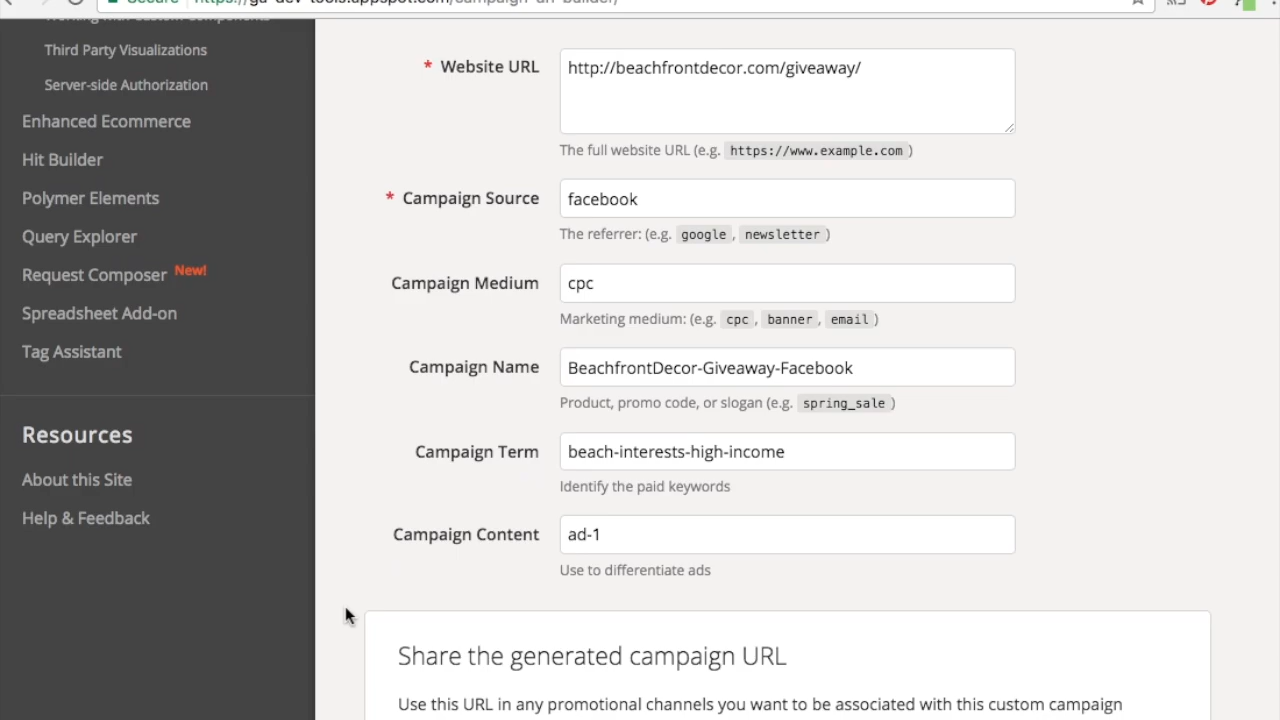 Third Party Visualizations
Server-side Authorization
Enhanced Ecommerce
Hit Builder
Polymer Elements
Query Explorer
Request Composer New!
Spreadsheet Add-on
Tag Assistant
Resources
About this Site
Help & Feedback
* Website URL
http://beachfrontdecor.com/giveaway/
The full website URL (e.g. https://www.example.com )
* Campaign Source
facebook
The referrer: (e.g. google , newsletter )
Campaign Medium
cpc
Marketing medium: (e.g. cpc , banner , email )
Campaign Name
BeachfrontDecor-Giveaway-Facebook
Product, promo code, or slogan (e.g. spring_sale )
Campaign Term
beach-interests-high-income
Identify the paid keywords
Campaign Content
ad-1
Use to differentiate ads
Share the generated campaign URL
Use this URL in any promotional channels you want to be associated with this custom campaign